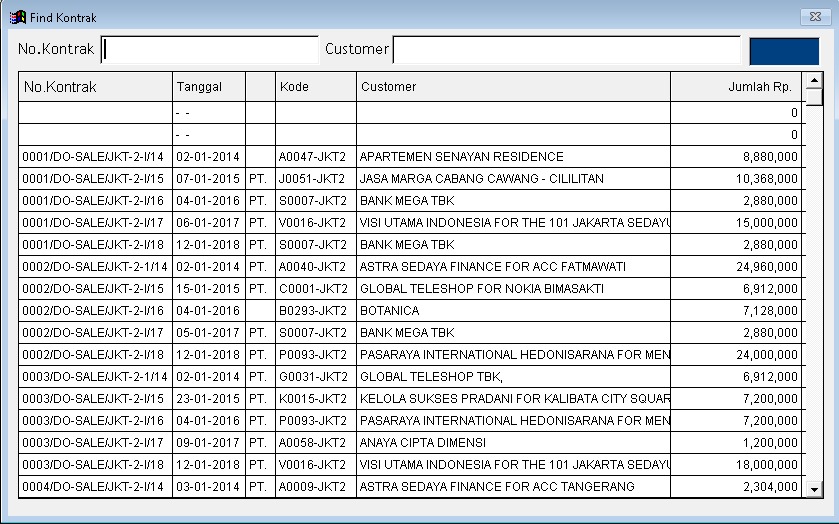 Find Kontrak
No.Kontrak Customer
No.Kontrak Tanggal Kode Customer Jumlah Rp.
- - 0
- - 0
0001/DO-SALE/JKT-2-I/14 02-01-2014 A0047-JKT2 APARTEMEN SENAYAN RESIDENCE 8,880,000
0001/DO-SALE/JKT-2-I/15 07-01-2015 PT. J0051-JKT2 JASA MARGA CABANG CAWANG - CILILITAN 10,368,000
0001/DO-SALE/JKT-2-I/16 04-01-2016 PT. S0007-JKT2 BANK MEGA TBK 2,880,000
0001/DO-SALE/JKT-2-I/17 06-01-2017 PT. V0016-JKT2 VISI UTAMA INDONESIA FOR THE 101 JAKARTA SEDAYU 15,000,000
0001/DO-SALE/JKT-2-I/18 12-01-2018 PT. S0007-JKT2 BANK MEGA TBK 2,880,000
0002/DO-SALE/JKT-2-1/14 02-01-2014 PT. A0040-JKT2 ASTRA SEDAYA FINANCE FOR ACC FATMAWATI 24,960,000
0002/DO-SALE/JKT-2-I/15 15-01-2015 PT. C0001-JKT2 GLOBAL TELESHOP FOR NOKIA BIMASAKTI 6,912,000
0002/DO-SALE/JKT-2-I/16 04-01-2016 B0293-JKT2 BOTANICA 7,128,000
0002/DO-SALE/JKT-2-I/17 05-01-2017 PT. S0007-JKT2 BANK MEGA TBK 2,880,000
0002/DO-SALE/JKT-2-I/18 12-01-2018 PT. P0093-JKT2 PASARAYA INTERNATIONAL HEDONISARANA FOR MEN 24,000,000
0003/DO-SALE/JKT-2-1/14 02-01-2014 PT. G0031-JKT2 GLOBAL TELESHOP TBK, 6,912,000
0003/DO-SALE/JKT-2-I/15 23-01-2015 PT. K0015-JKT2 KELOLA SUKSES PRADANI FOR KALIBATA CITY SQUAR 7,200,000
0003/DO-SALE/JKT-2-I/16 04-01-2016 PT. P0093-JKT2 PASARAYA INTERNATIONAL HEDONISARANA FOR MEN 7,200,000
0003/DO-SALE/JKT-2-I/17 09-01-2017 PT. A0058-JKT2 ANAYA CIPTA DIMENSI 1,200,000
0003/DO-SALE/JKT-2-I/18 12-01-2018 PT. V0016-JKT2 VISI UTAMA INDONESIA FOR THE 101 JAKARTA SEDAYU 18,000,000
0004/DO-SALE/JKT-2-I/14 03-01-2014 PT. A0009-JKT2 ASTRA SEDAYA FINANCE FOR ACC TANGERANG 2,304,000